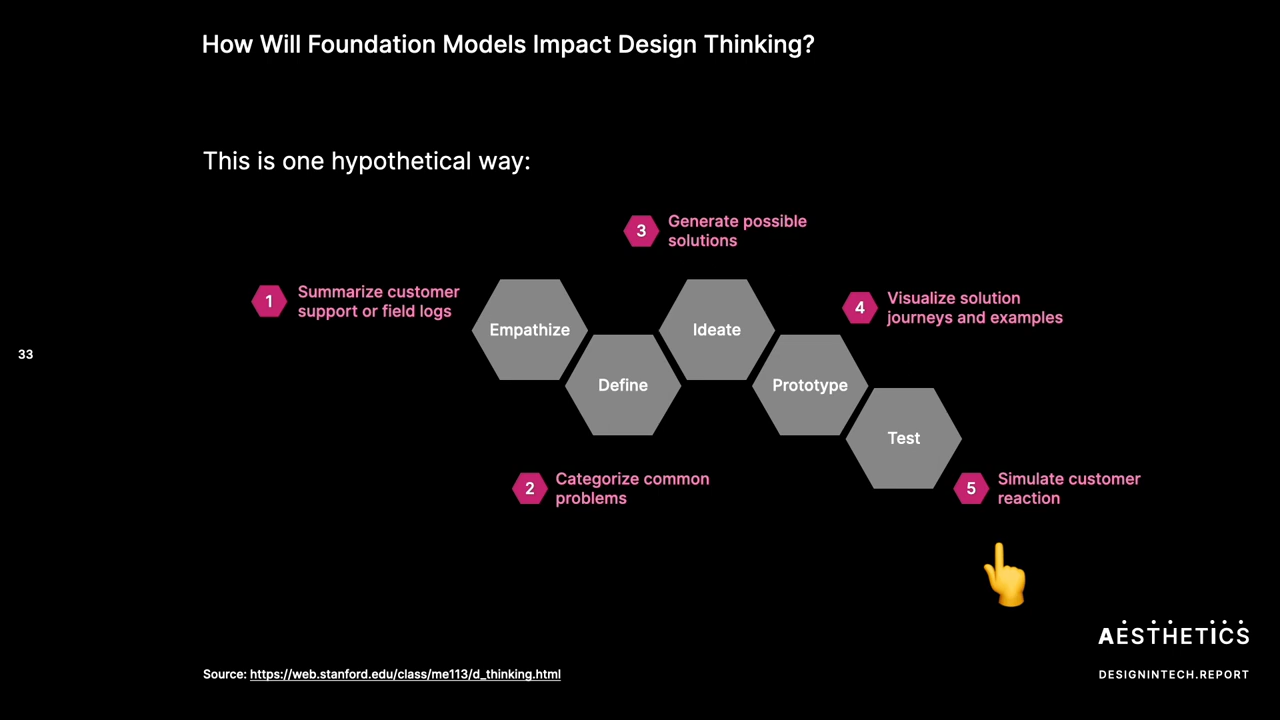 How Will Foundation Models Impact Design Thinking?
This is one hypothetical way:
3
Generate possible
solutions
1
Summarize customer
support or field logs
4
Visualize solution
journeys and examples
Empathize
Ideate
33
Define
Prototype
Test
2
Categorize common
problems
5
Simulate customer
reaction
AESTHETICS
Source: https://web.stanford.edu/class/me113/d_thinking.html
DESIGNINTECH.REPORT